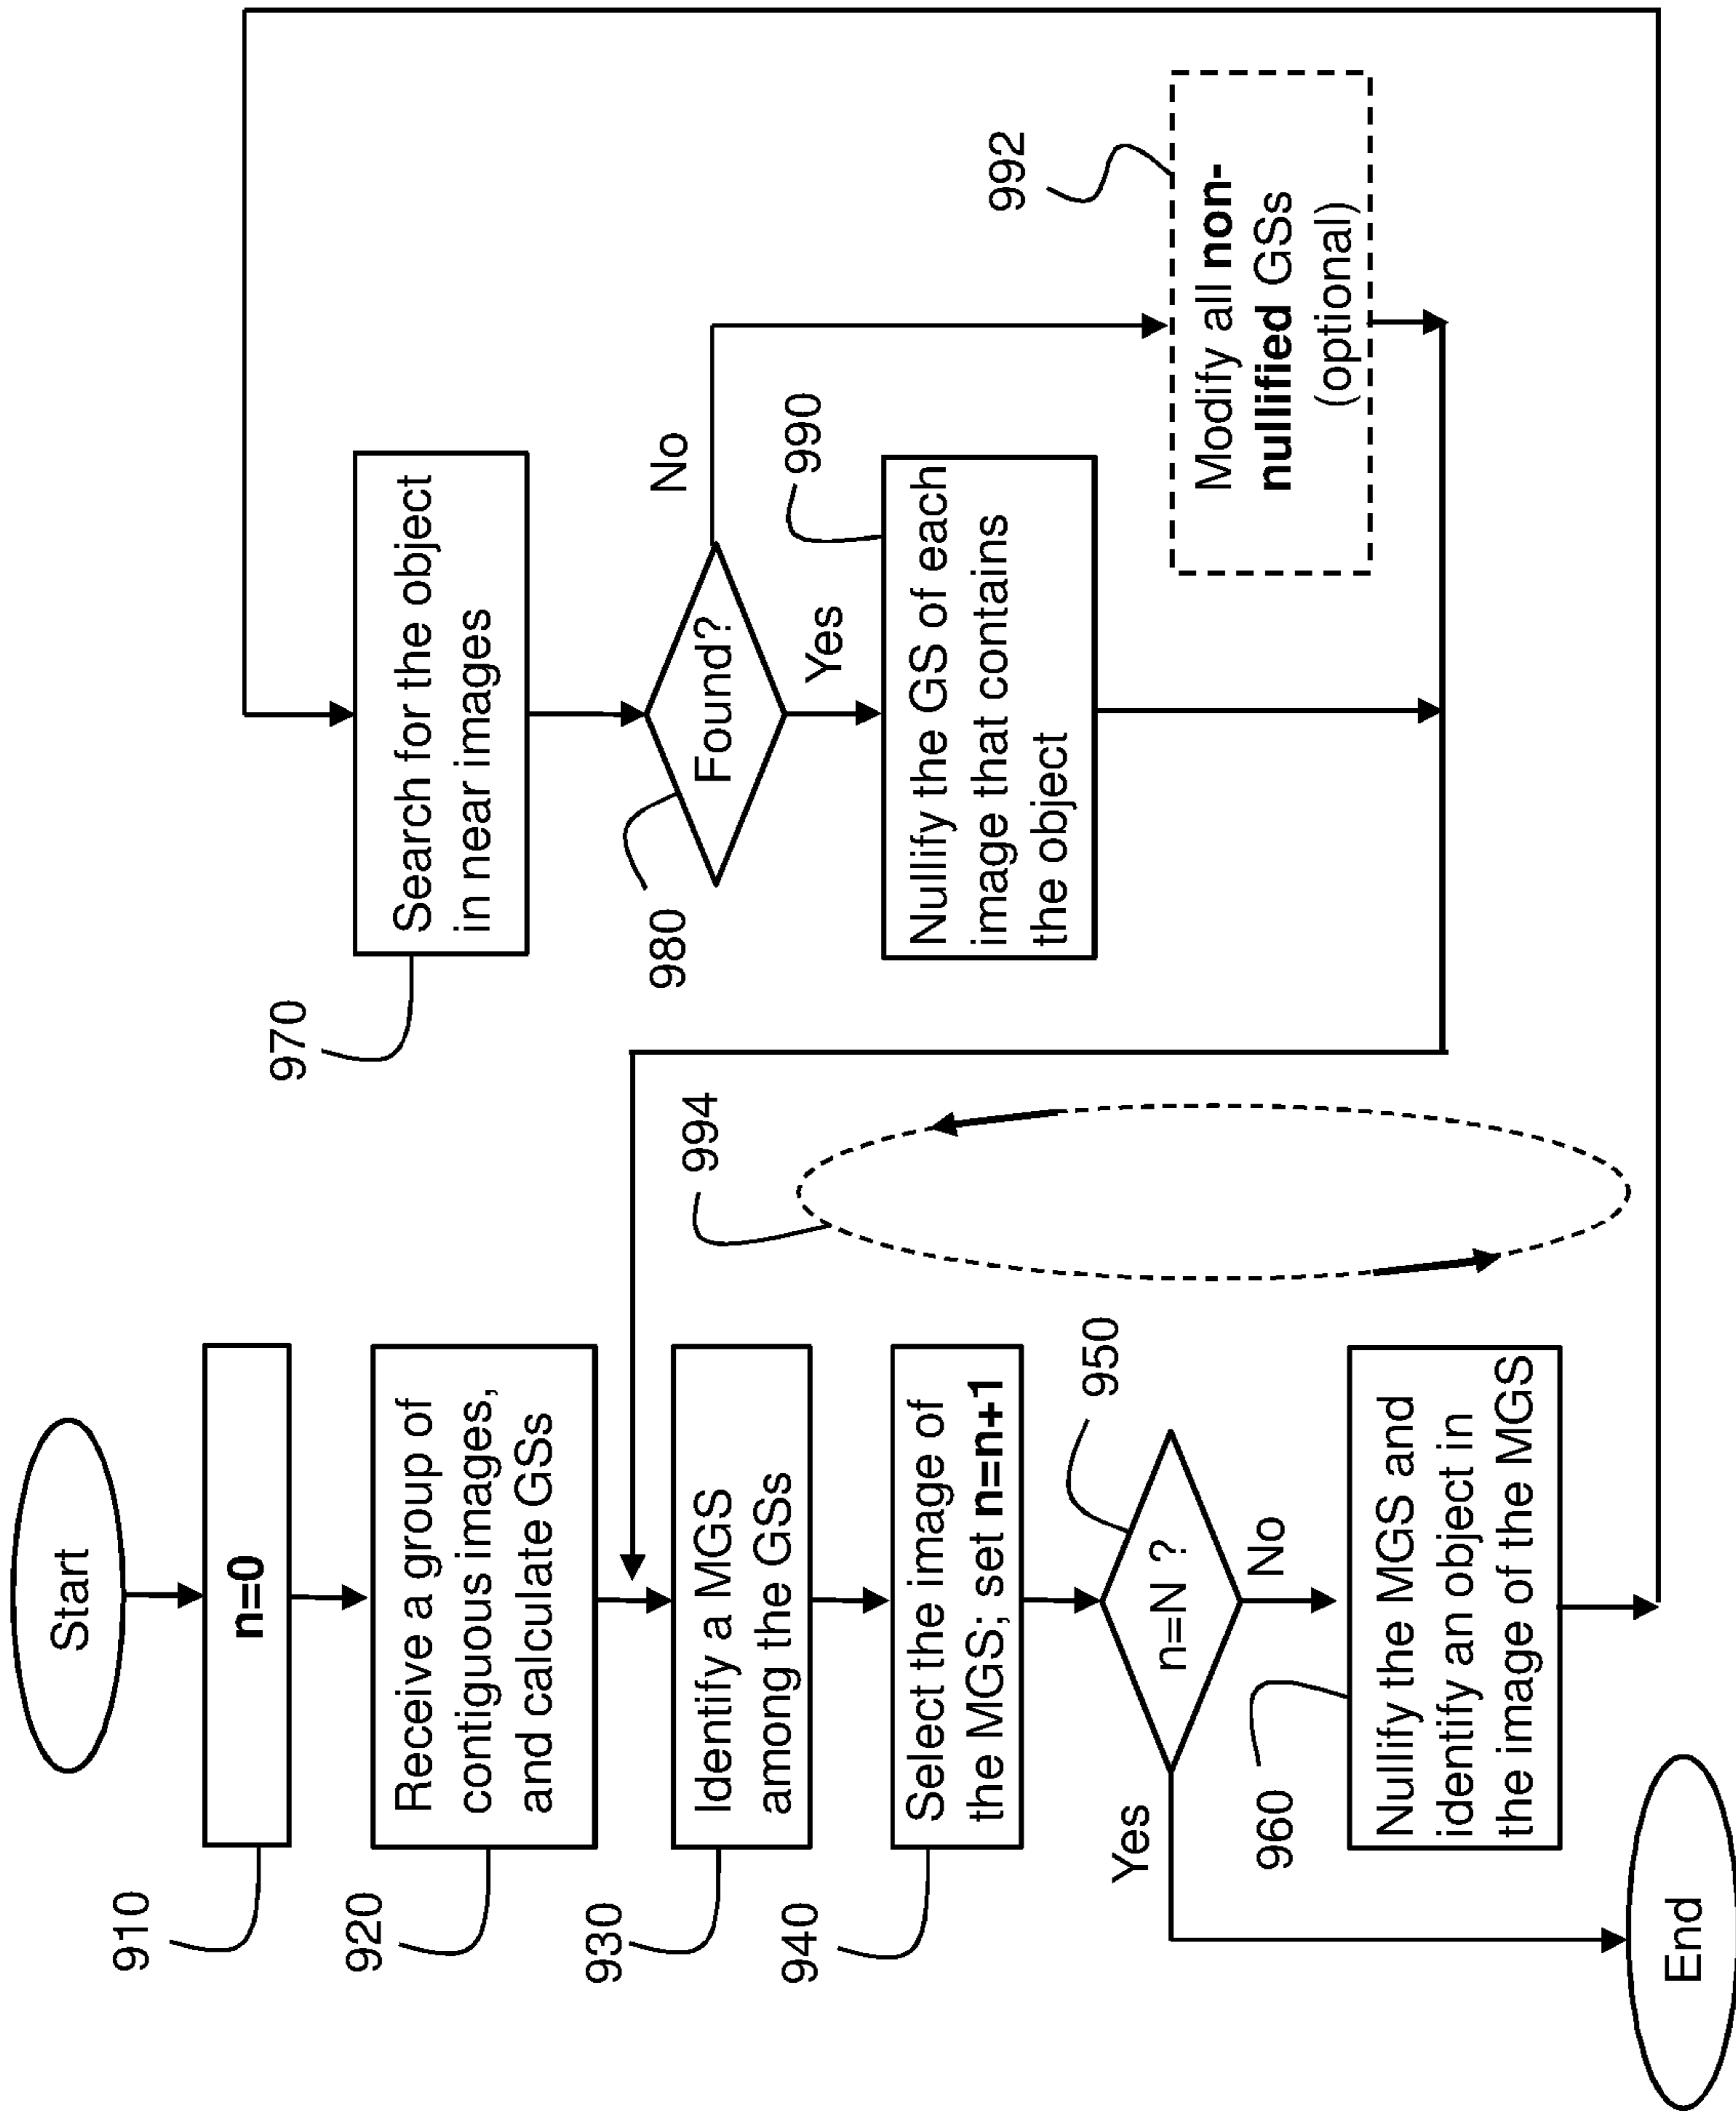 Start
910
n=0
920
Receive a group of
contiguous images,
and calculate GSs
930
Identify a MGS
among the GSs
940
Select the image of
the MGS; set n=n+1
950
n=N ?
Yes
No
960
Nullify the MGS and
identify an object in
the image of the MGS
End
994
970
Search for the object
in near images
980
Found?
No
Yes
990
Nullify the GS of each
image that contains
the object
992
Modify all non-
nullified GSs
(optional)